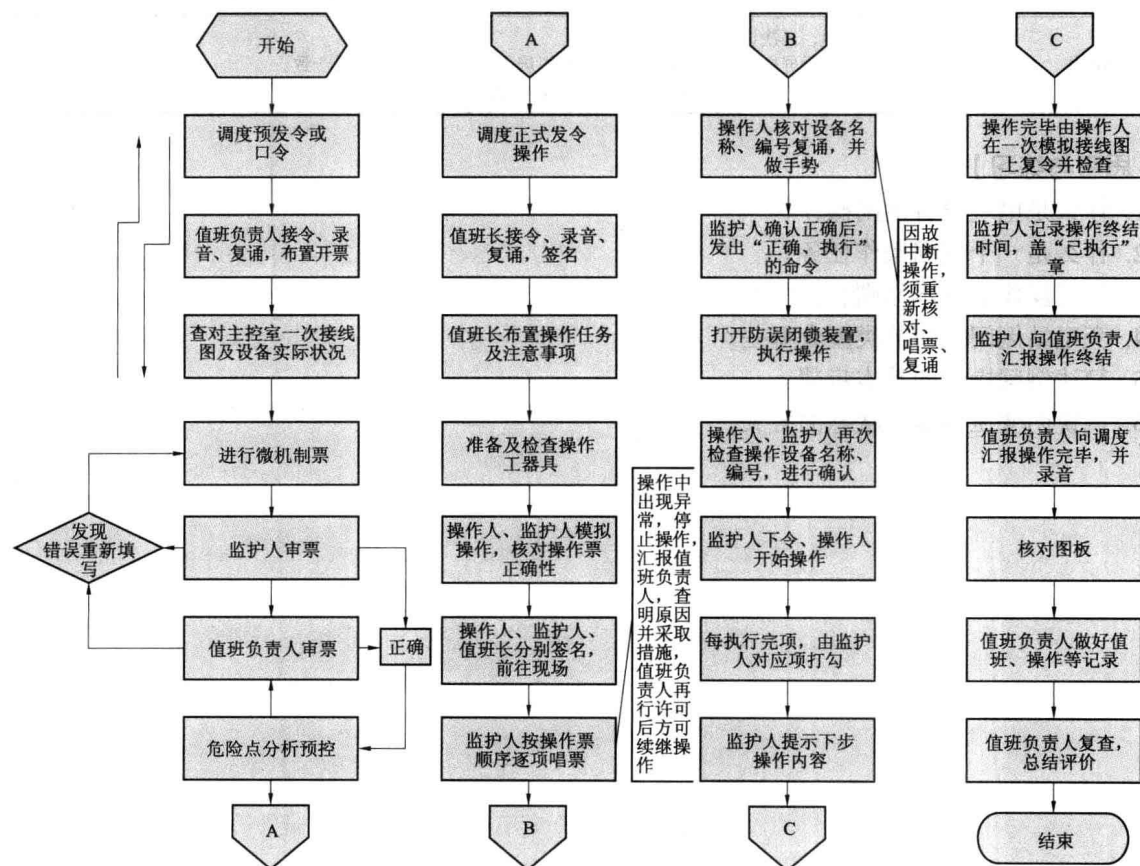 开始
调度预发令或
口令
值班负责人接令、录
音、复诵，布置开票
查对主控室一次接线
图及设备实际状况
进行微机制票
发现
错误重新填
写
监护人审票
值班负责人审票
正确
危险点分析预控
A
A
调度正式发令
操作
值班长接令、录音、
复诵，签名
值班长布置操作任务
及注意事项
准备及检查操作
工器具
操作人、监护人模拟
操作，核对操作票
正确性
操作人、监护人、
值班长分别签名，
前往现场
监护人按操作票
顺序逐项唱票
B
操作中
出现异
常，停
止操作，
汇报值
班负责
人，查
明原因
并采取
措施，
值班负
责人再
行许可
后方可
续继操
作
B
操作人核对设备名
称、编号复诵，并
做手势
监护人确认正确后，
发出“正确、执行”
的命令
打开防误闭锁装置，
执行操作
操作人、监护人再次
检查操作设备名称、
编号，进行确认
监护人下令、操作人
开始操作
每执行完项，由监护
人对应项打勾
监护人提示下步
操作内容
C
因故
中断
操作，
须重
新核
对、
唱票、
复诵
C
操作完毕由操作人
在一次模拟接线图
上复令并检查
监护人记录操作终结
时间，盖“已执行”
章
监护人向值班负责人
汇报操作终结
值班负责人向调度
汇报操作完毕，并
录音
核对图板
值班负责人做好值
班、操作等记录
值班负责人复查，
总结评价
结束